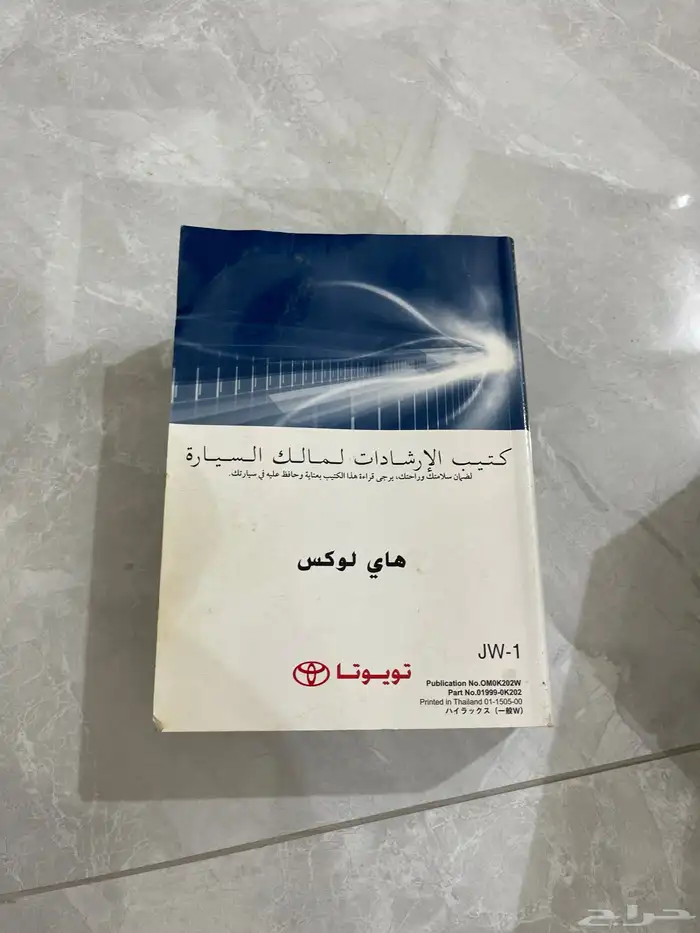 كتيب الإرشادات لمالك السيارة
لضمان سلامتك وراحتك، يرجى قراءة هذا الكتيب بعناية وحافظ عليه في سيارتك.
هاي لوكس
JW-1
تويوتا
Publication No.OM0K202W
Part No.01999-0K202
Printed in Thailand 01-1505-00
ハイラックス (一般W)
حراج